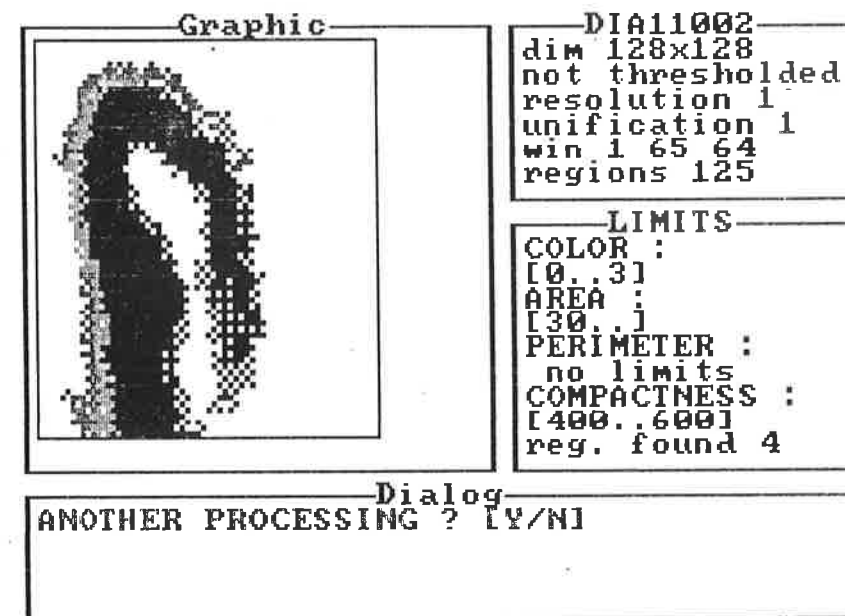 Graphic
DIA11002
dim 128x128
not thresholded
resolution 1
unification 1
win 1 65 64
regions 125
LIMITS
COLOR :
[0..3]
AREA :
[30..]
PERIMETER :
no limits
COMPACTNESS :
[400..600]
reg. found 4
Dialog
ANOTHER PROCESSING ? [Y/N]